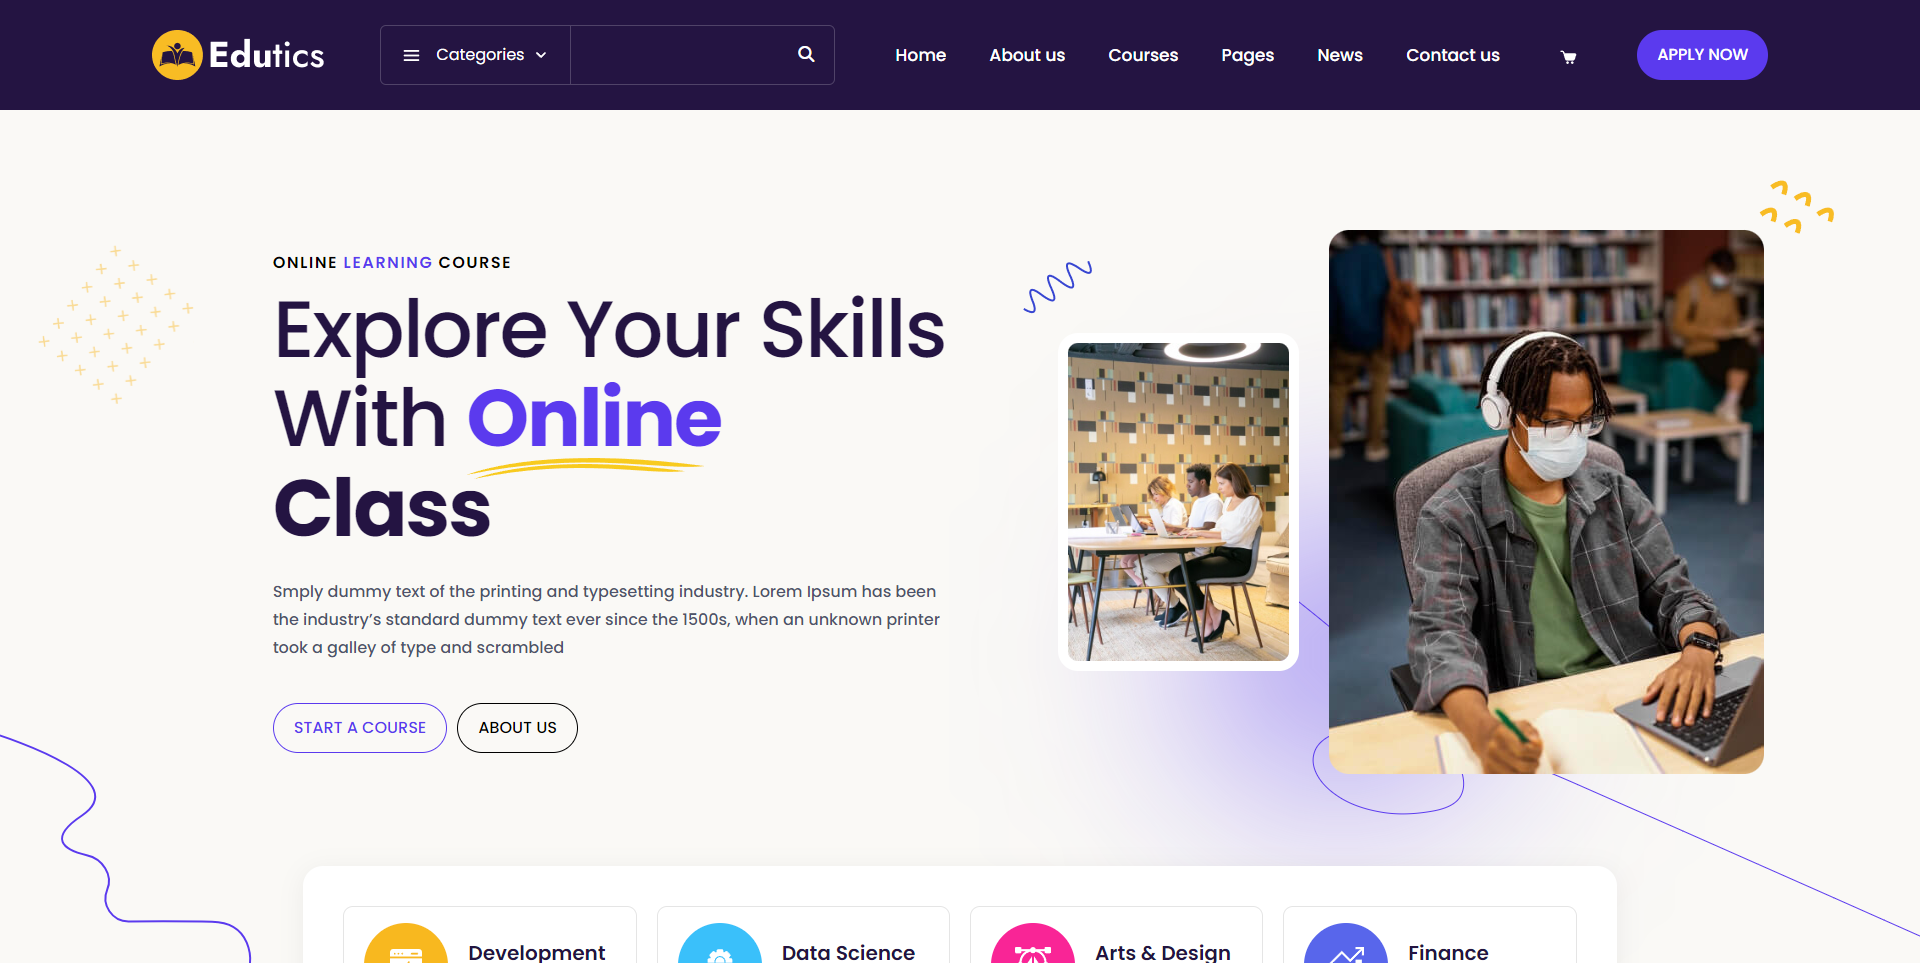 Edutics
Categories
Home
About us
Courses
Pages
News
Contact us
APPLY NOW
ONLINE LEARNING COURSE
Explore Your Skills
With Online
Class
Smply dummy text of the printing and typesetting industry. Lorem Ipsum has been
the industry’s standard dummy text ever since the 1500s, when an unknown printer
took a galley of type and scrambled
START A COURSE
ABOUT US
Development
Data Science
Arts & Design
Finance